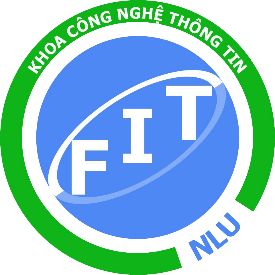 KHOA CÔNG NGHỆ THÔNG TIN
FIT
NLU